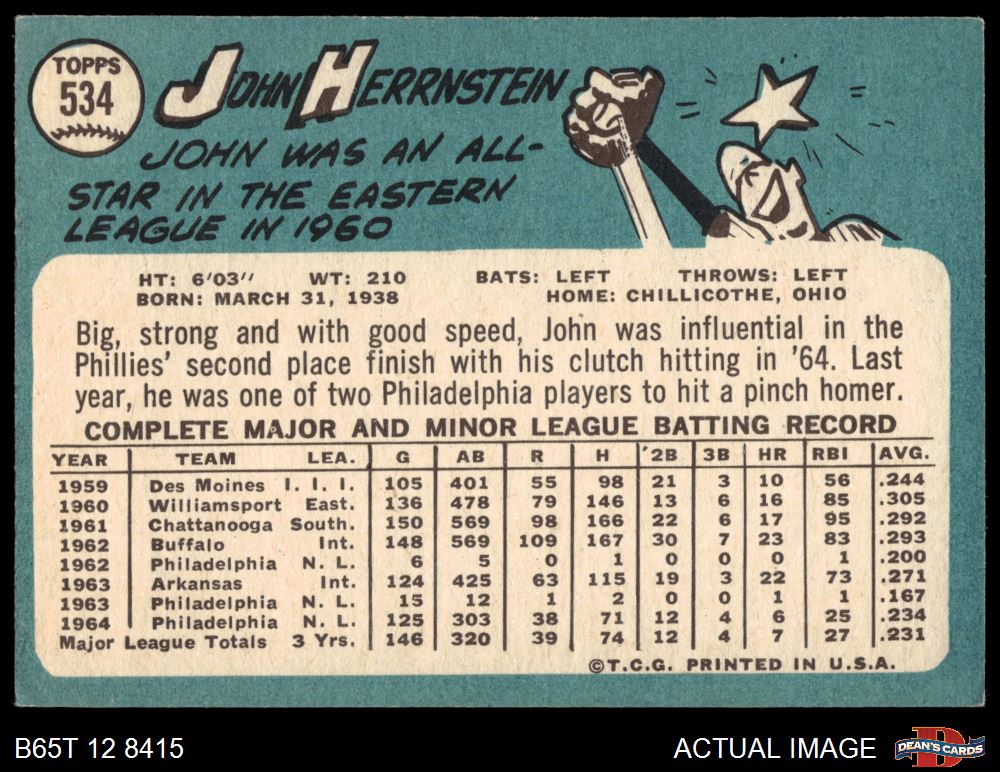 TOPPS
534
JOHN HERRNSTEIN
JOHN WAS AN ALL-
STAR IN THE EASTERN
LEAGUE IN 1960
HT: 6'03" WT: 210 BATS: LEFT THROWS: LEFT
BORN: MARCH 31, 1938 HOME: CHILLICOTHE, OHIO
Big, strong and with good speed, John was influential in the
Phillies' second place finish with his clutch hitting in '64. Last
year, he was one of two Philadelphia players to hit a pinch homer.
COMPLETE MAJOR AND MINOR LEAGUE BATTING RECORD
YEAR TEAM LEA. G AB R H 2B 3B HR RBI AVG.
1959 Des Moines I. I. I. 105 401 55 98 21 3 10 56 .244
1960 Williamsport East. 136 478 79 146 13 6 16 85 .305
1961 Chattanooga South. 150 569 98 166 22 6 17 95 .292
1962 Buffalo Int. 148 569 109 167 30 7 23 83 .293
1962 Philadelphia N. L. 6 5 0 1 0 0 0 1 .200
1963 Arkansas Int. 124 425 63 115 19 3 22 73 .271
1963 Philadelphia N. L. 15 12 1 2 0 0 1 1 .167
1964 Philadelphia N. L. 125 303 38 71 12 4 6 25 .234
Major League Totals 3 Yrs. 146 320 39 74 12 4 7 27 .231
©T.C.G. PRINTED IN U.S.A.
B65T 12 8415 ACTUAL IMAGE DEAN'S CARDS